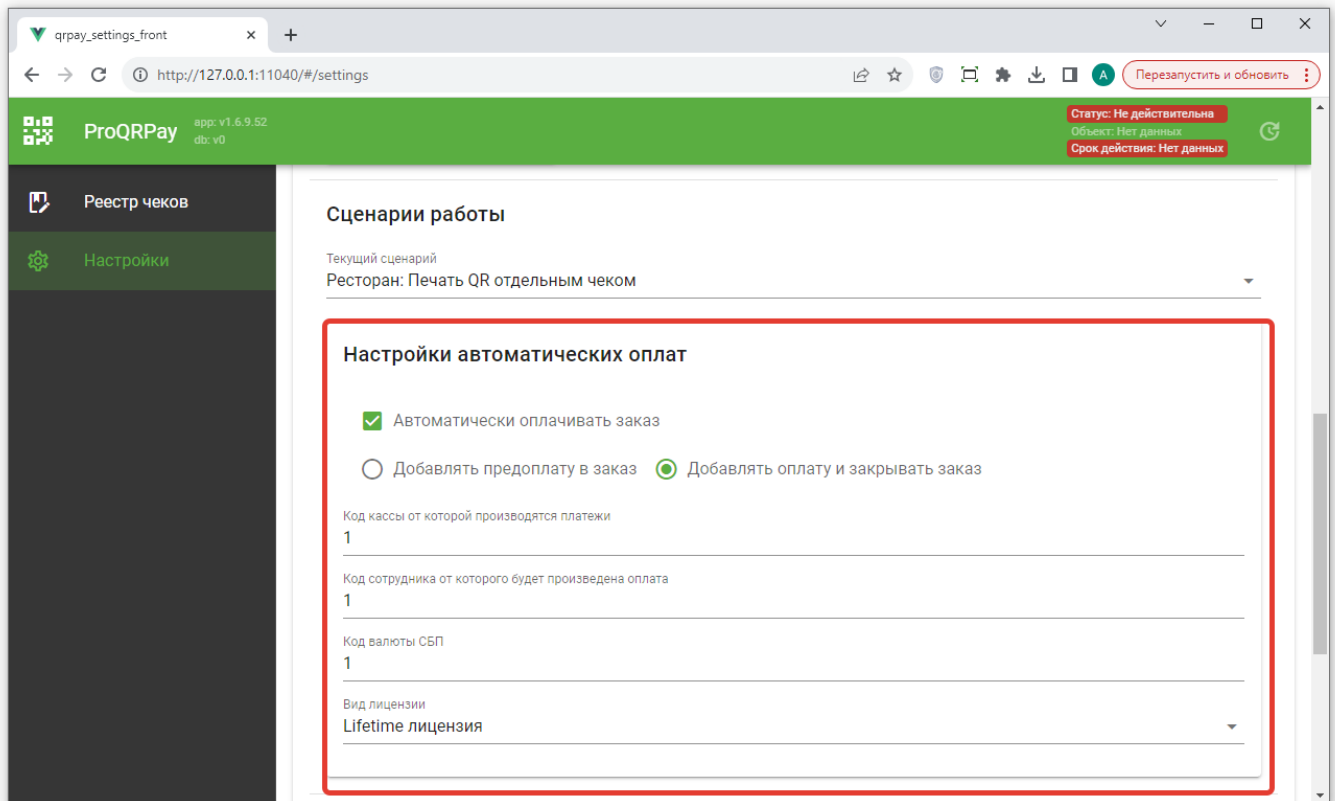 qrpay_settings_front
http://127.0.0.1:11040/#/settings
A
Перезапустить и обновить
ProQRPay
app: v1.6.9.52
db: v0
Статус: Не действительна
Объект: Нет данных
Срок действия: Нет данных
Реестр чеков
Настройки
Сценарии работы
Текущий сценарий
Ресторан: Печать QR отдельным чеком
Настройки автоматических оплат
Автоматически оплачивать заказ
Добавлять предоплату в заказ Добавлять оплату и закрывать заказ
Код кассы от которой производятся платежи
1
Код сотрудника от которого будет произведена оплата
1
Код валюты СБП
1
Вид лицензии
Lifetime лицензия